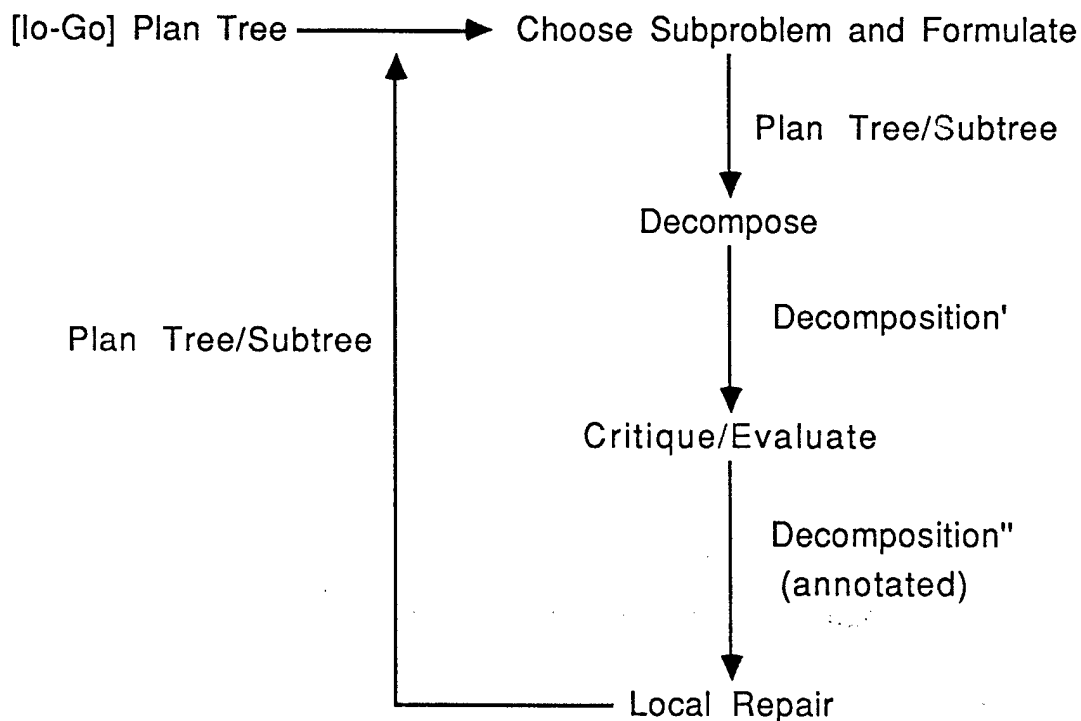 [Io-Go] Plan Tree
Choose Subproblem and Formulate
Plan Tree/Subtree
Decompose
Decomposition'
Plan Tree/Subtree
Critique/Evaluate
Decomposition"
(annotated)
Local Repair